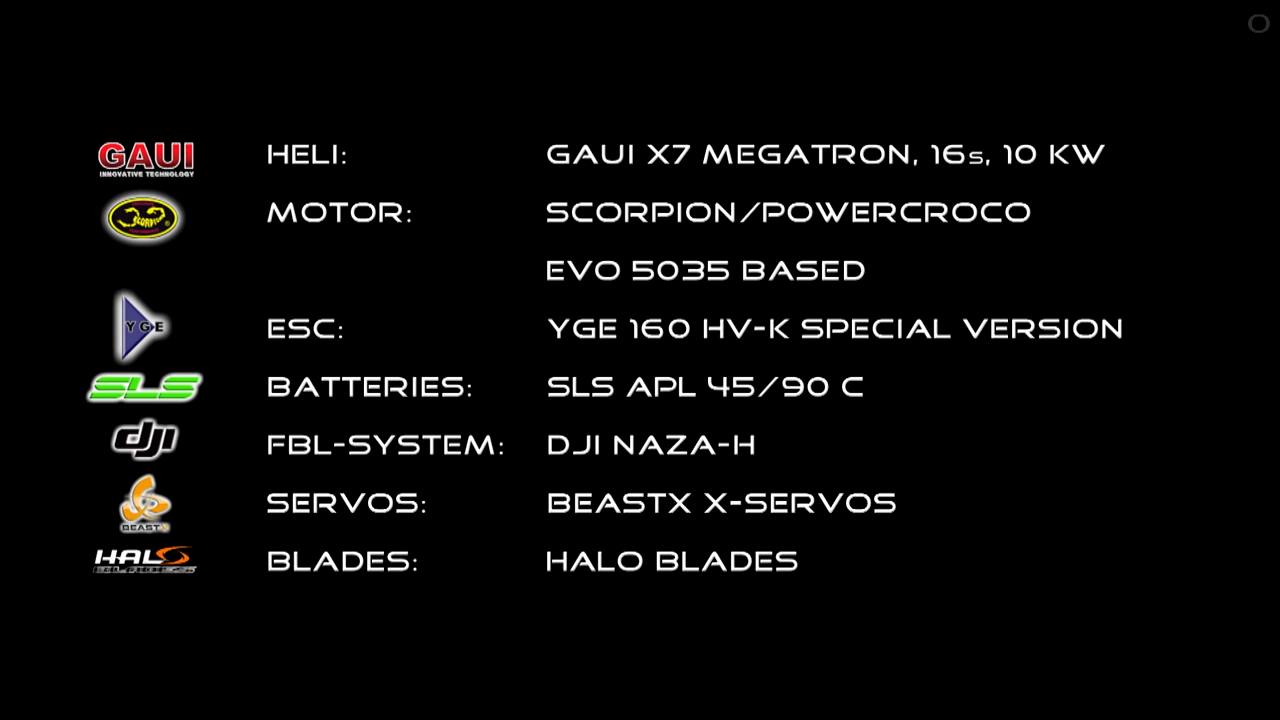 GAUI HELI: GAUI X7 MEGATRON, 16s, 10 KW
INNOVATIVE TECHNOLOGY
SCORPION MOTOR: SCORPION/POWERCROCO
EVO 5035 BASED
YGE ESC: YGE 160 HV-K SPECIAL VERSION
SLS BATTERIES: SLS APL 45/90 C
dji FBL-SYSTEM: DJI NAZA-H
SERVOS: BEASTX X-SERVOS
BEASTX
HALO BLADES: HALO BLADES